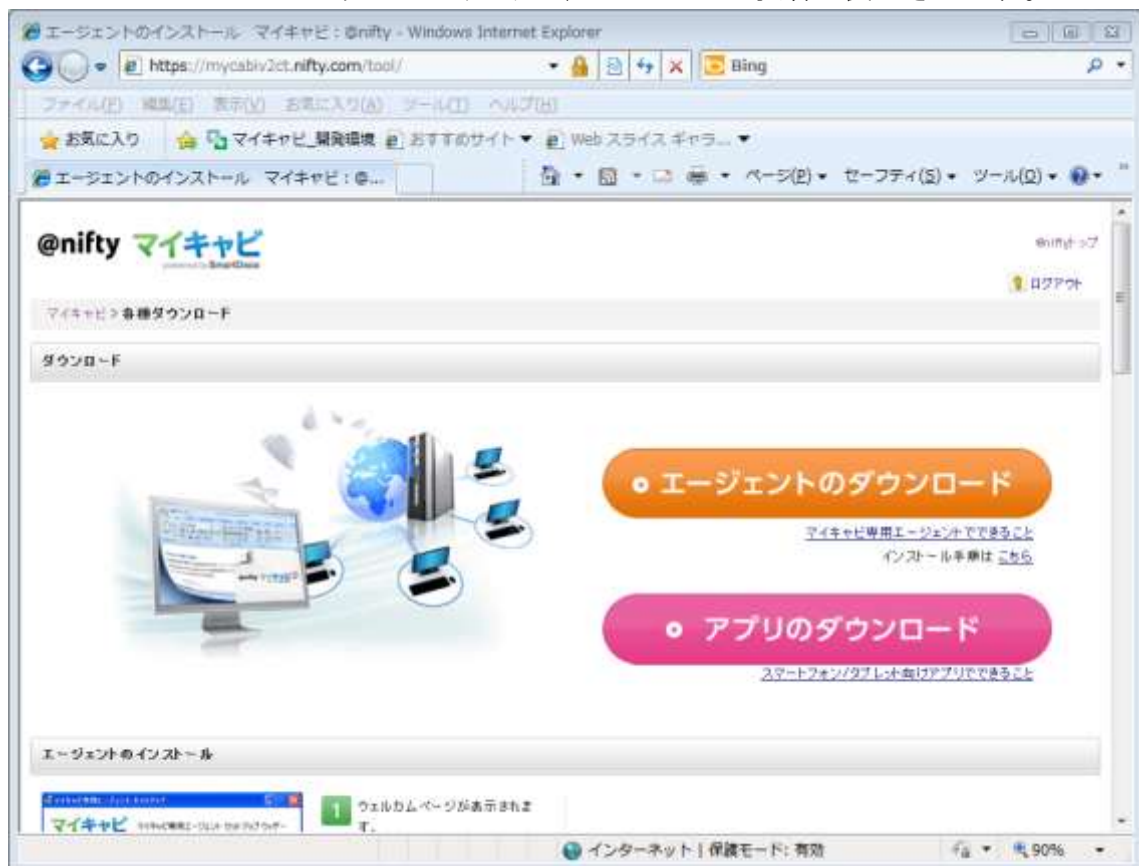 エージェントのインストール マイキャビ：@nifty - Windows Internet Explorer
https://mycabiv2ct.nifty.com/tool/
Bing
ファイル(F) 編集(E) 表示(V) お気に入り(A) ツール(T) ヘルプ(H)
お気に入り マイキャビ_開発環境 おすすめサイト Web スライス ギャラ...
エージェントのインストール マイキャビ：@...
ページ(P) セーフティ(S) ツール(O)
@nifty マイキャビ
powered by SmartDisco
@niftyトップ
ログアウト
マイキャビ > 各種ダウンロード
ダウンロード
エージェントのダウンロード
マイキャビ専用エージェントでできること
インストール手順は こちら
アプリのダウンロード
スマートフォン/タブレット向けアプリでできること
エージェントのインストール
マイキャビ
1 ウェルカムページが表示されま
す。
インターネット | 保護モード: 有効
90%